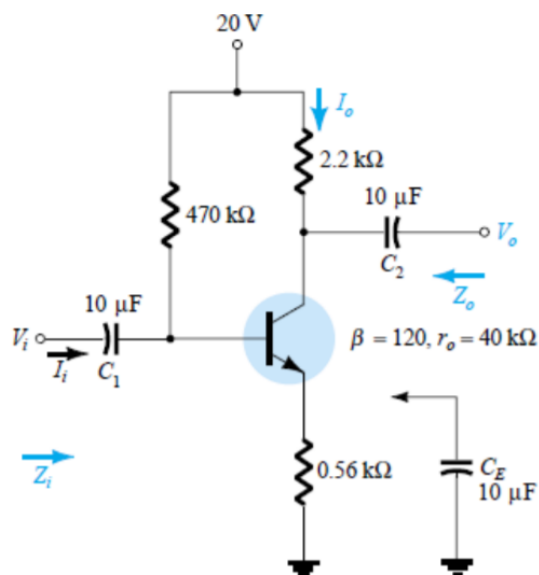 20 V
I_o
2.2 kΩ
10 μF
470 kΩ
V_o
C_2
Z_o
10 μF
V_i
β = 120, r_o = 40 kΩ
I_i
C_1
Z_i
0.56 kΩ
C_E
10 μF